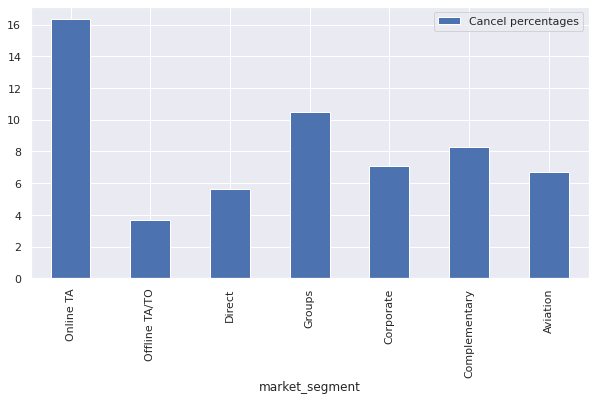 Cancel percentages
16
14
12
10
8
6
4
2
0
Online TA
Offline TA/TO
Direct
Groups
Corporate
Complementary
Aviation
market_segment